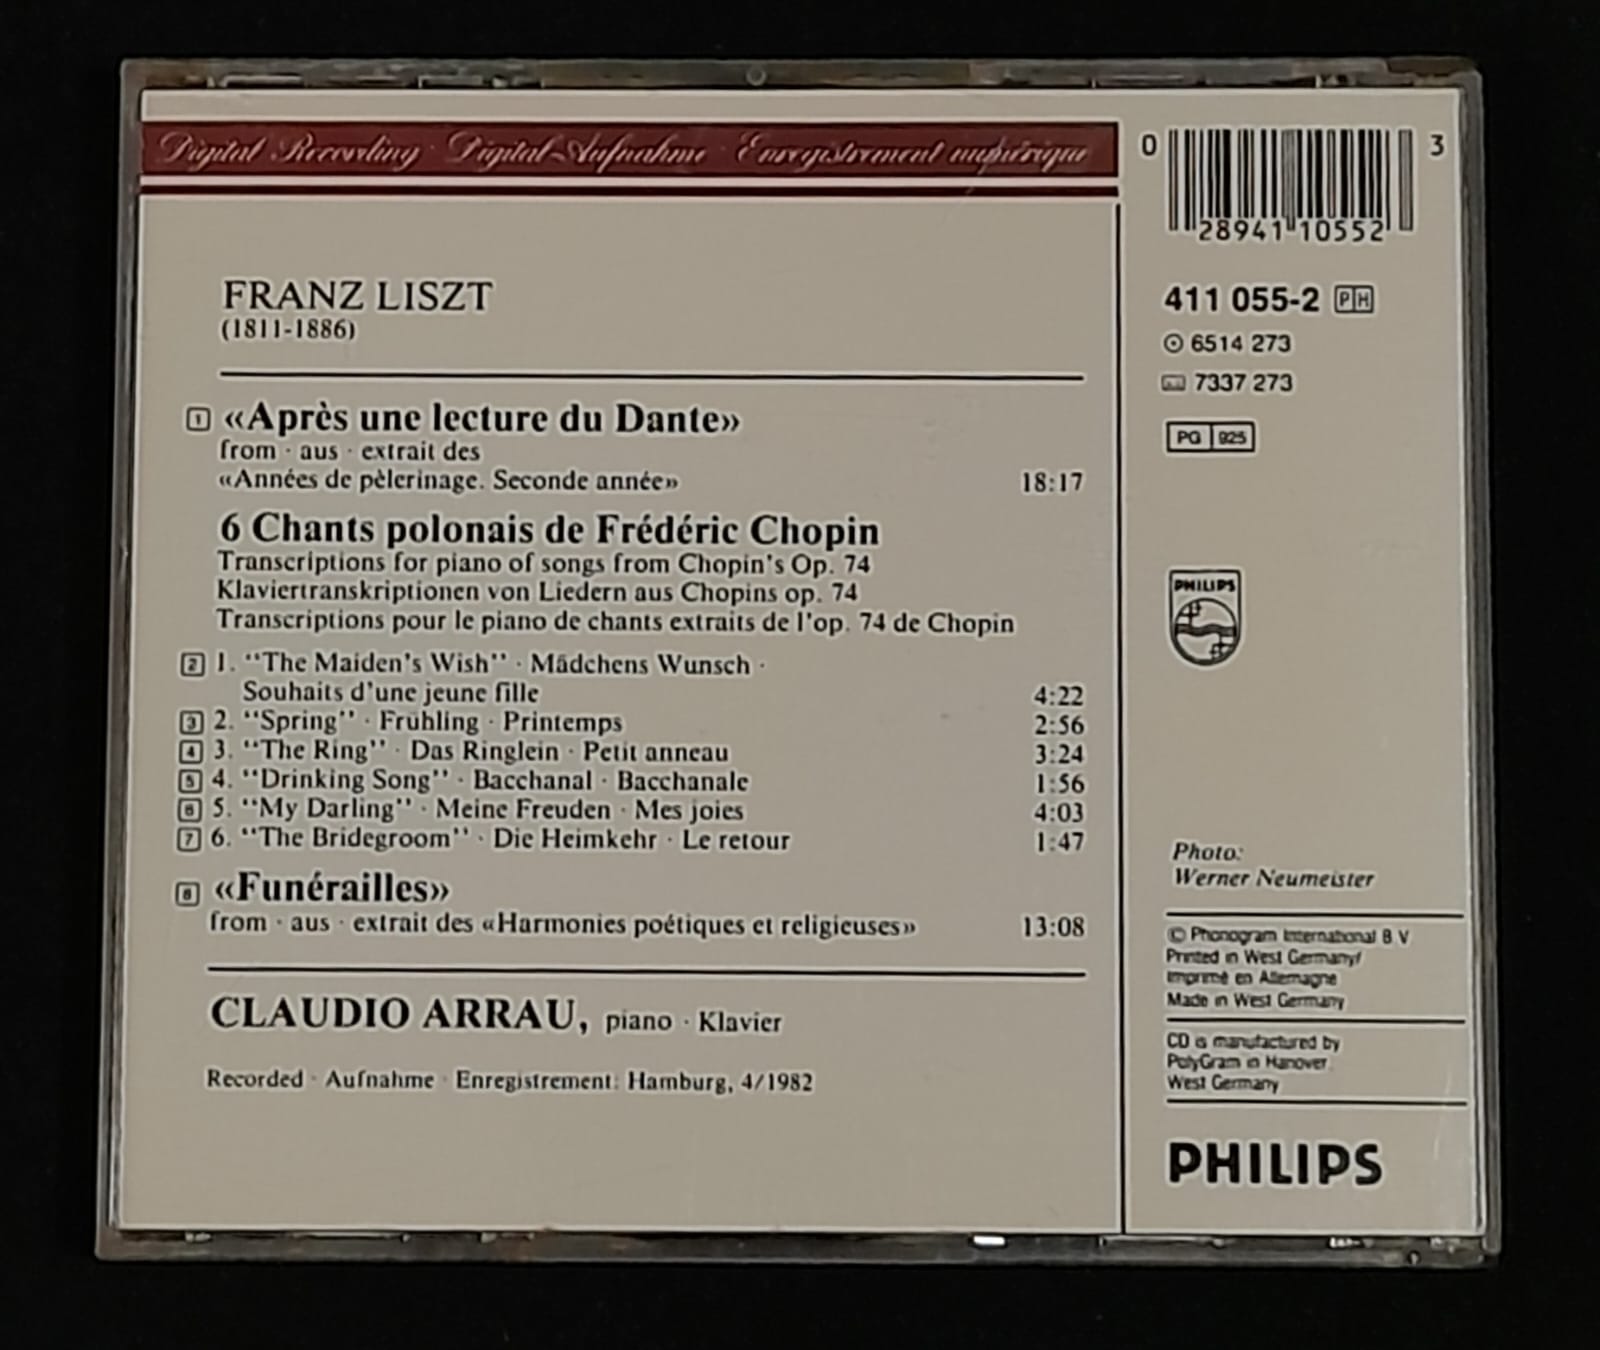 Digital Recording · Digital-Aufnahme · Enregistrement numérique
0 28941 10552 3
FRANZ LISZT
(1811-1886)
1 «Après une lecture du Dante»
from · aus · extrait des
«Années de pèlerinage. Seconde année» 18:17
6 Chants polonais de Frédéric Chopin
Transcriptions for piano of songs from Chopin's Op. 74
Klaviertranskriptionen von Liedern aus Chopins op. 74
Transcriptions pour le piano de chants extraits de l'op. 74 de Chopin
2 1. "The Maiden's Wish" · Mädchens Wunsch ·
Souhaits d'une jeune fille 4:22
3 2. "Spring" · Frühling · Printemps 2:56
4 3. "The Ring" · Das Ringlein · Petit anneau 3:24
5 4. "Drinking Song" · Bacchanal · Bacchanale 1:56
6 5. "My Darling" · Meine Freuden · Mes joies 4:03
7 6. "The Bridegroom" · Die Heimkehr · Le retour 1:47
8 «Funérailles»
from · aus · extrait des «Harmonies poétiques et religieuses» 13:08
CLAUDIO ARRAU, piano · Klavier
Recorded · Aufnahme · Enregistrement: Hamburg, 4/1982
411 055-2 PH
6514 273
7337 273
PG 925
PHILIPS
Photo:
Werner Neumeister
© Phonogram International B.V.
Printed in West Germany/
Imprimé en Allemagne
Made in West Germany
CD is manufactured by
PolyGram in Hanover,
West Germany
PHILIPS